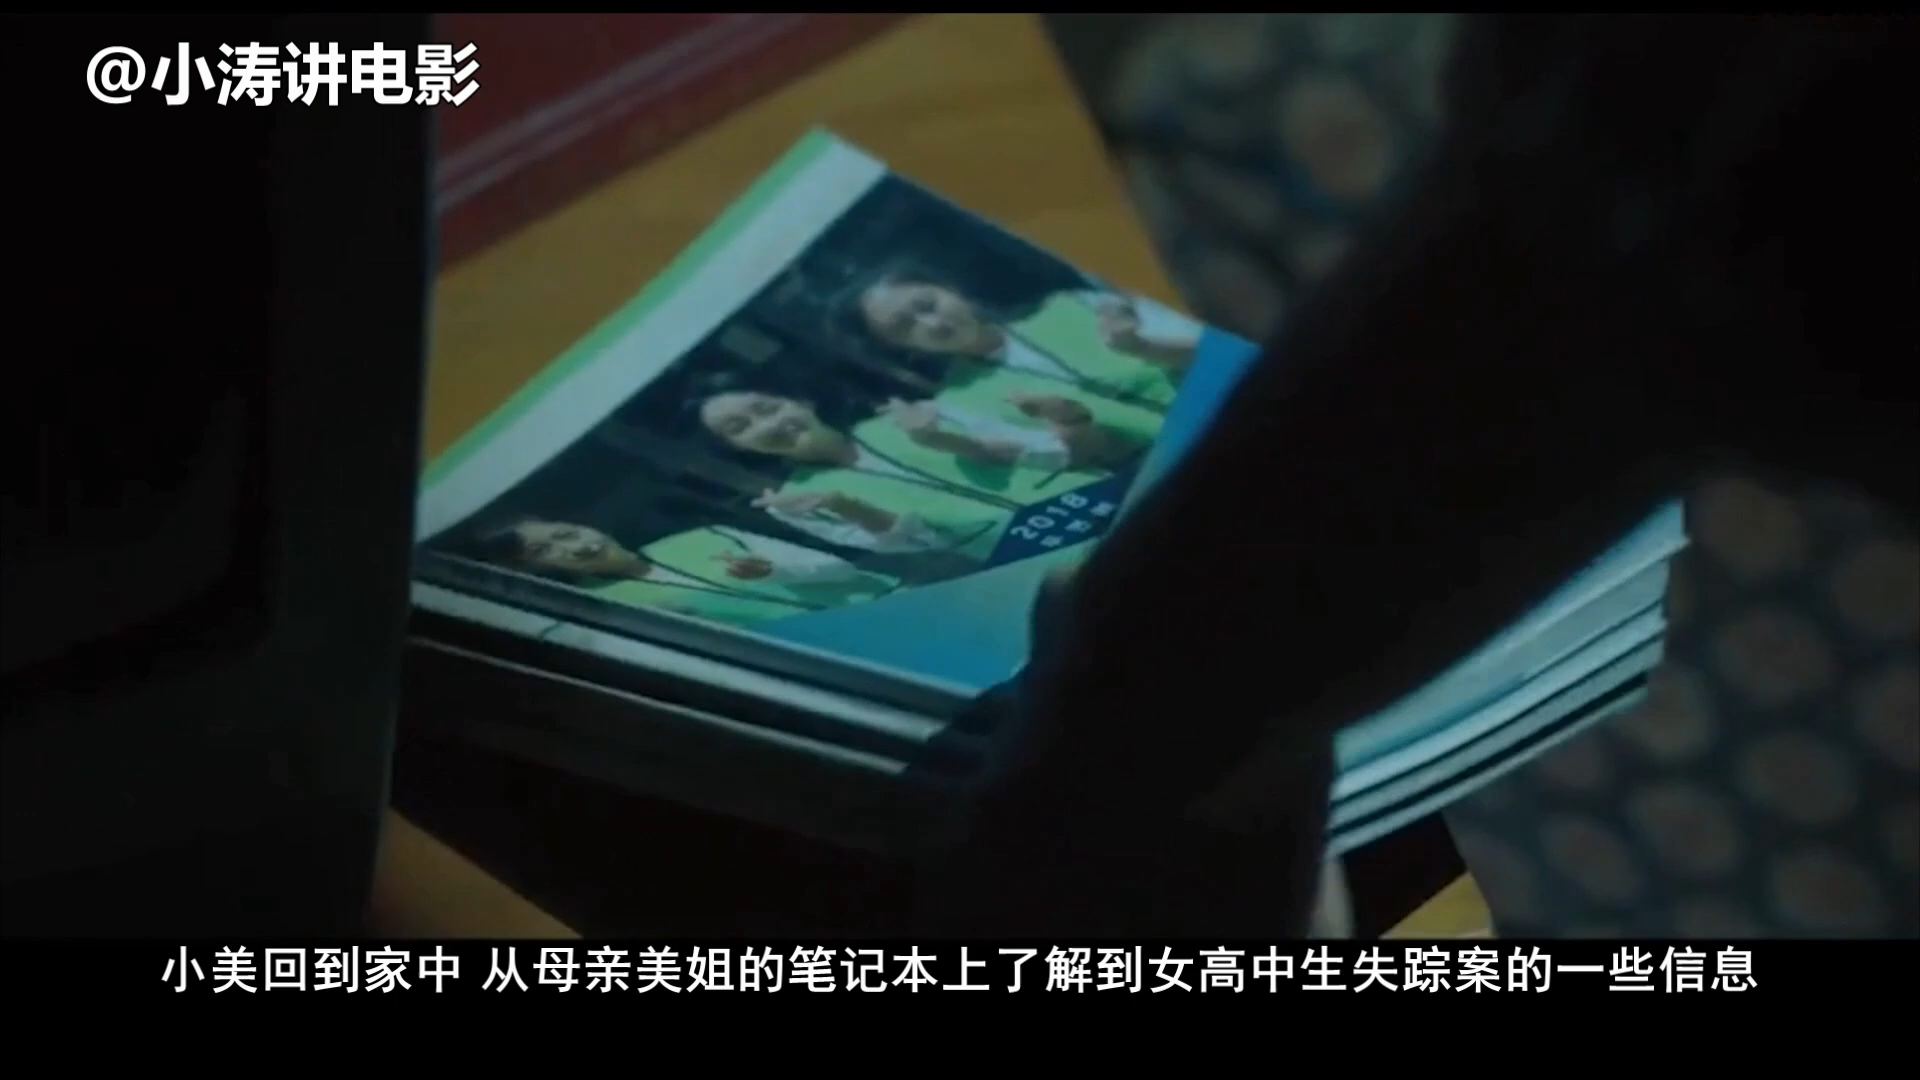 @小涛讲电影
2018
小美回到家中 从母亲美姐的笔记本上了解到女高中生失踪案的一些信息